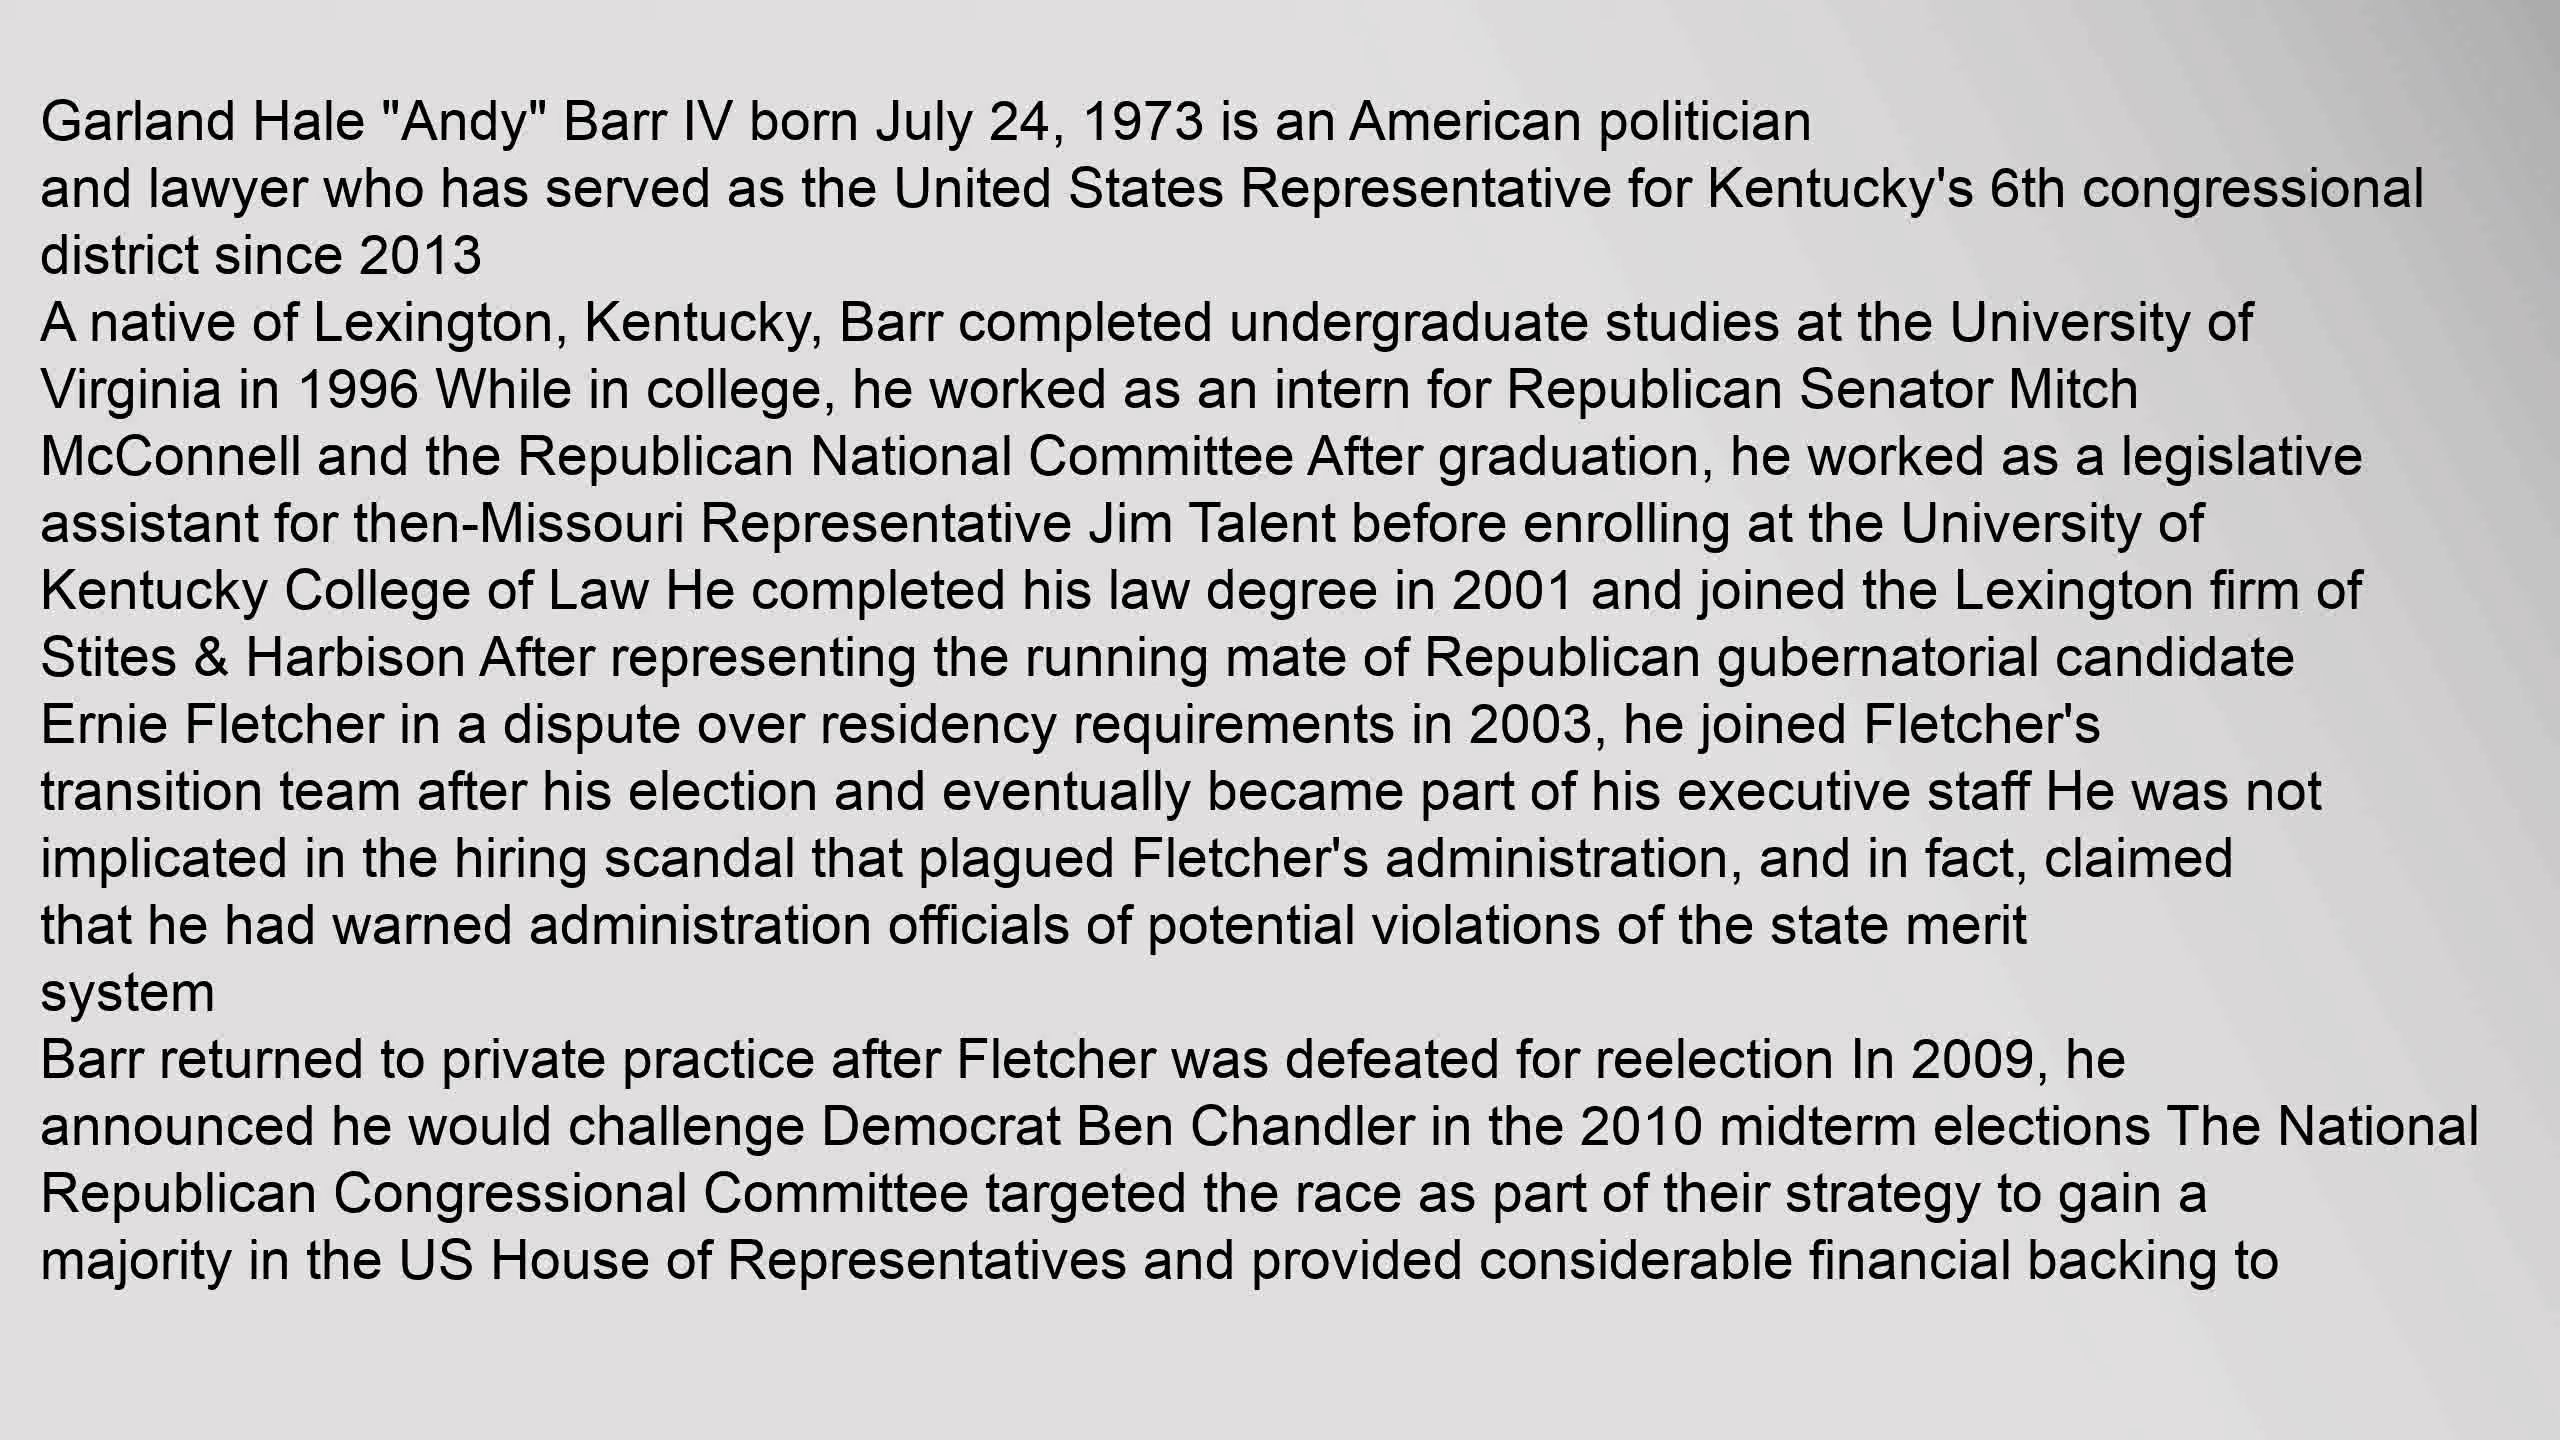 Garland Hale "Andy" Barr IV born July 24, 1973 is an American politician
and lawyer who has served as the United States Representative for Kentucky's 6th congressional
district since 2013
A native of Lexington, Kentucky, Barr completed undergraduate studies at the University of
Virginia in 1996 While in college, he worked as an intern for Republican Senator Mitch
McConnell and the Republican National Committee After graduation, he worked as a legislative
assistant for then-Missouri Representative Jim Talent before enrolling at the University of
Kentucky College of Law He completed his law degree in 2001 and joined the Lexington firm of
Stites & Harbison After representing the running mate of Republican gubernatorial candidate
Ernie Fletcher in a dispute over residency requirements in 2003, he joined Fletcher's
transition team after his election and eventually became part of his executive staff He was not
implicated in the hiring scandal that plagued Fletcher's administration, and in fact, claimed
that he had warned administration officials of potential violations of the state merit
system
Barr returned to private practice after Fletcher was defeated for reelection In 2009, he
announced he would challenge Democrat Ben Chandler in the 2010 midterm elections The National
Republican Congressional Committee targeted the race as part of their strategy to gain a
majority in the US House of Representatives and provided considerable financial backing to